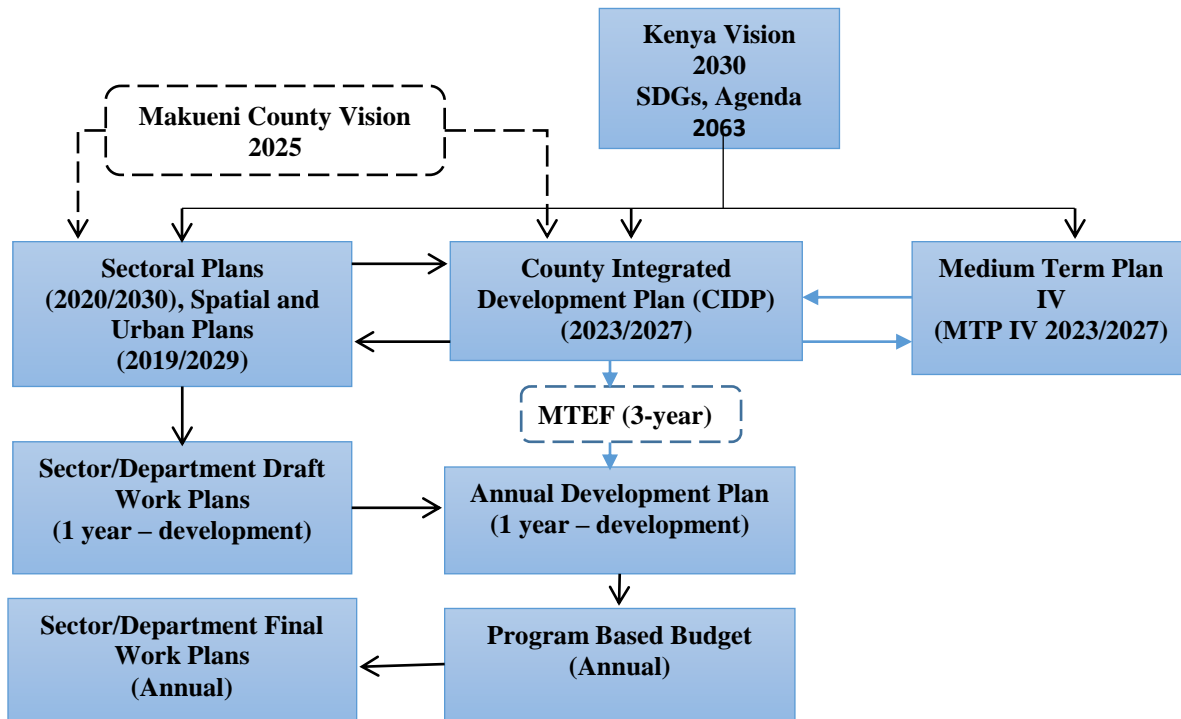 Kenya Vision
2030
SDGs, Agenda
2063
Makueni County Vision
2025
Sectoral Plans
(2020/2030), Spatial and
Urban Plans
(2019/2029)
County Integrated
Development Plan (CIDP)
(2023/2027)
Medium Term Plan
IV
(MTP IV 2023/2027)
MTEF (3-year)
Sector/Department Draft
Work Plans
(1 year – development)
Annual Development Plan
(1 year – development)
Sector/Department Final
Work Plans
(Annual)
Program Based Budget
(Annual)